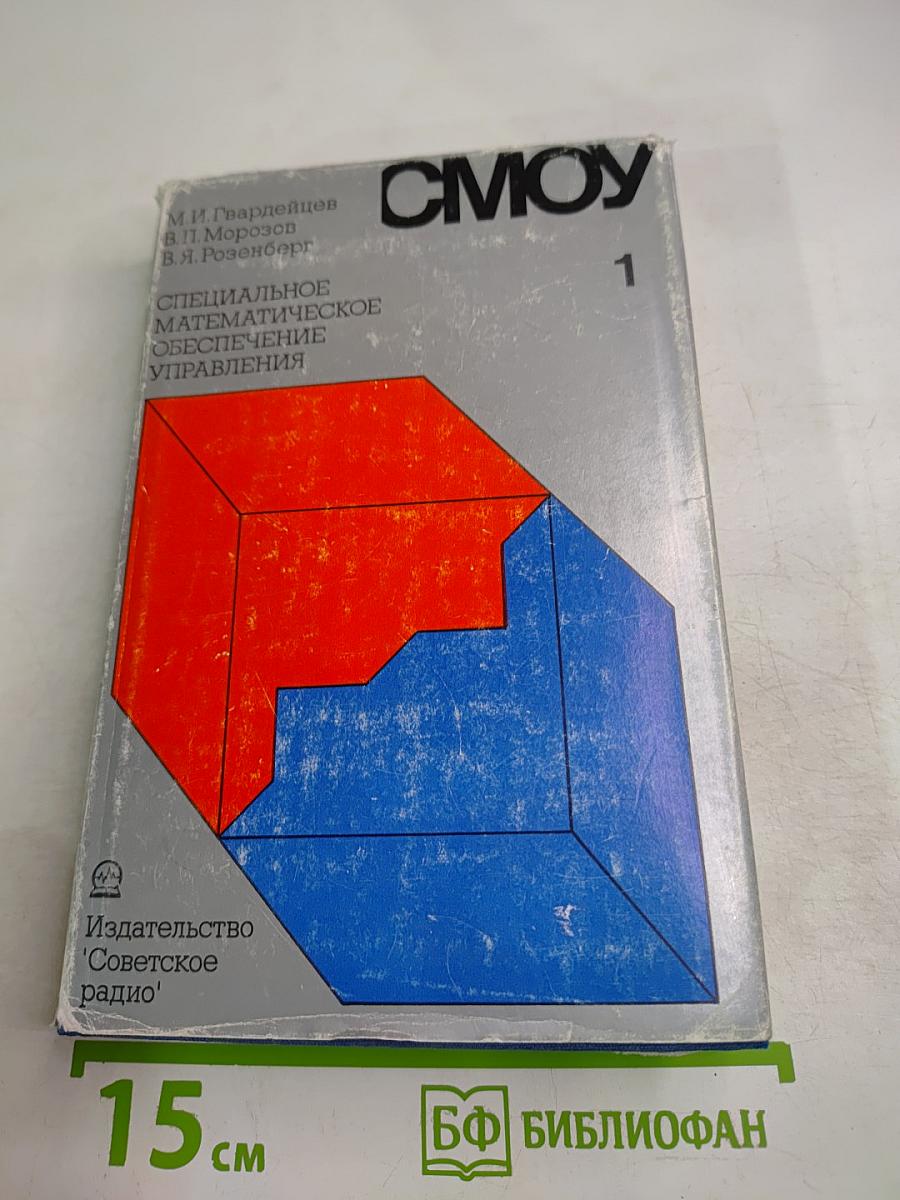 СМОУ
1
М.И.Гвардейцев
В.П.Морозов
В.Я.Розенберг
СПЕЦИАЛЬНОЕ
МАТЕМАТИЧЕСКОЕ
ОБЕСПЕЧЕНИЕ
УПРАВЛЕНИЯ
Издательство
'Советское
радио'
15 см
БФ БИБЛИОФАН